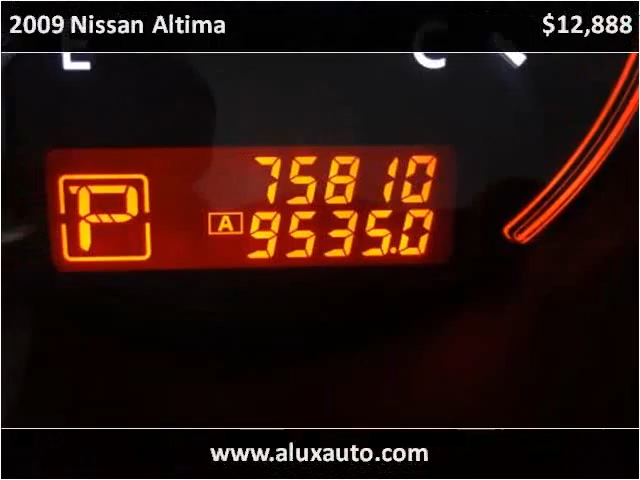 2009 Nissan Altima $12,888
E C
P 75810
A 9535.0
www.aluxauto.com